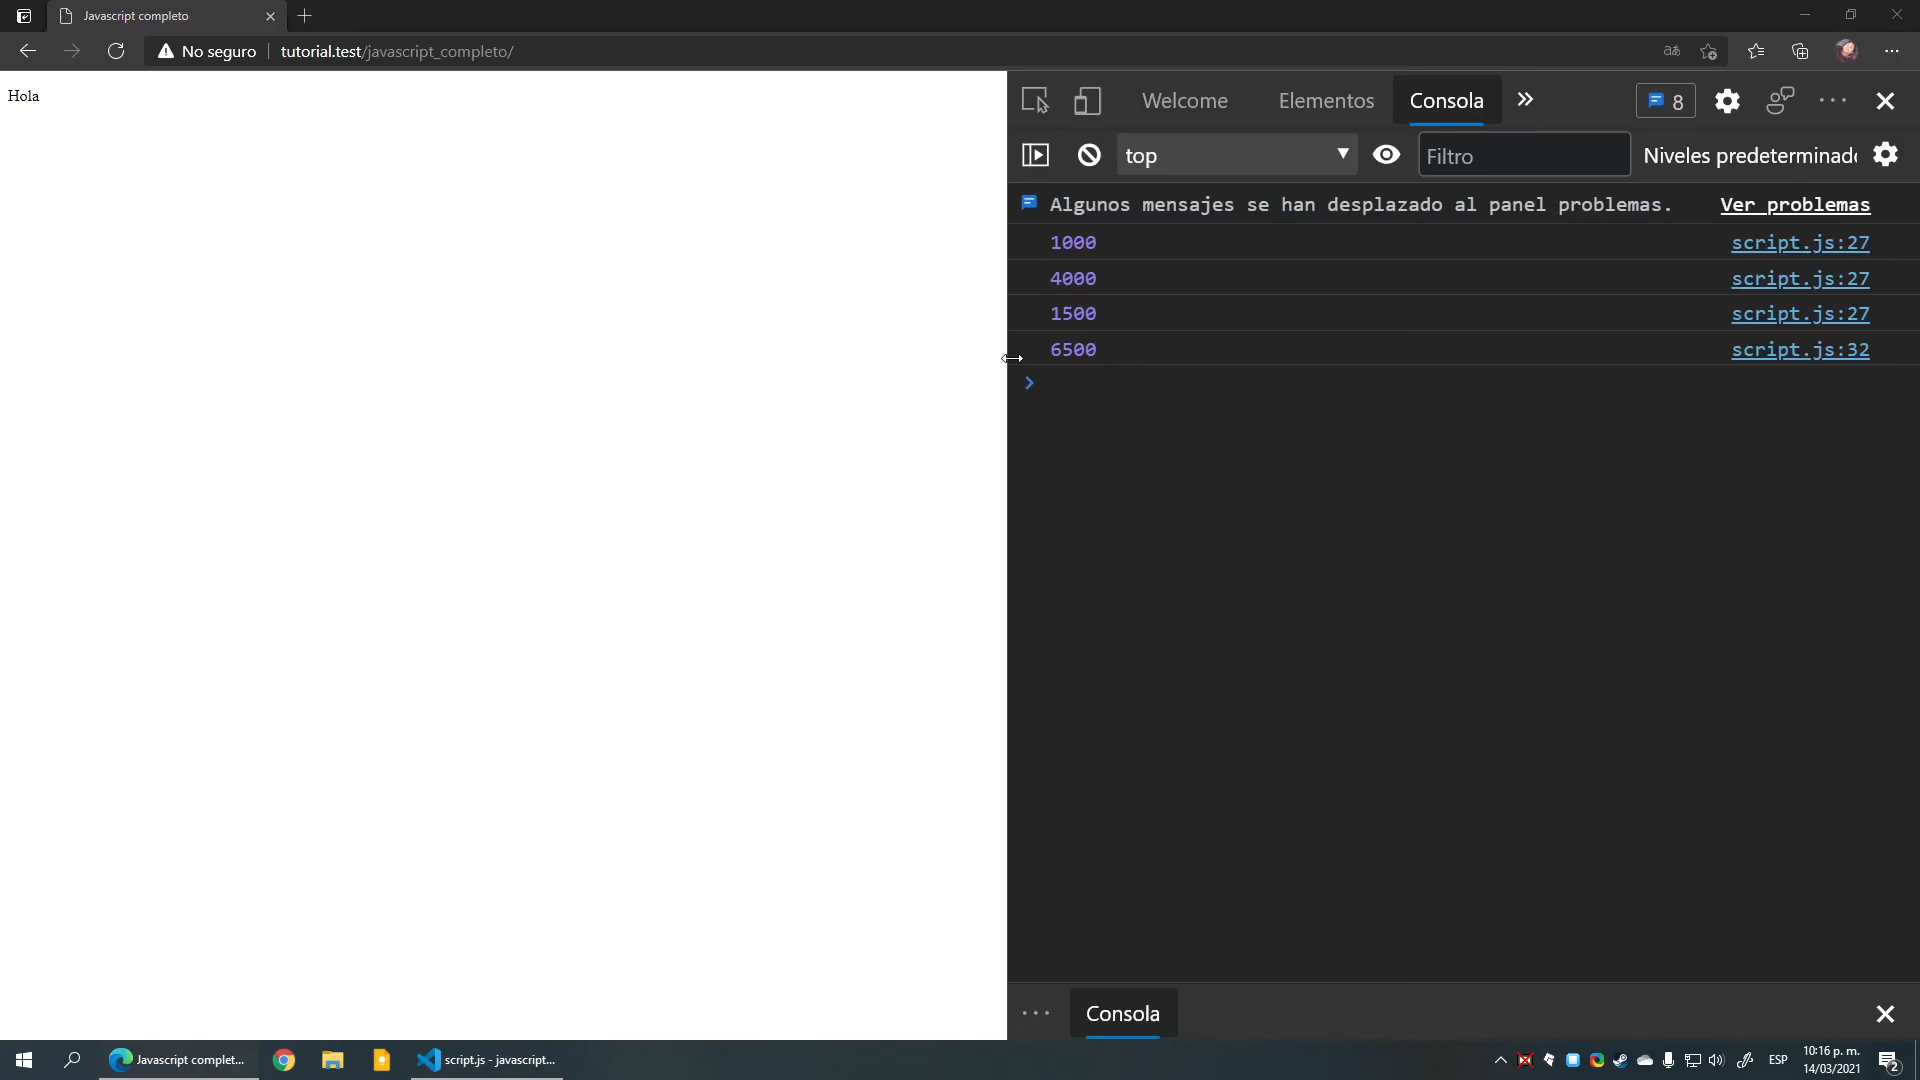 Javascript completo
No seguro
tutorial.test/javascript_completo/
Hola
Welcome
Elementos
Consola
8
top
Filtro
Niveles predeterminad
Algunos mensajes se han desplazado al panel problemas.
Ver problemas
1000
script.js:27
4000
script.js:27
1500
script.js:27
6500
script.js:32
Consola
Javascript complet...
script.js - javascript...
ESP
10:16 p. m.
14/03/2021
2